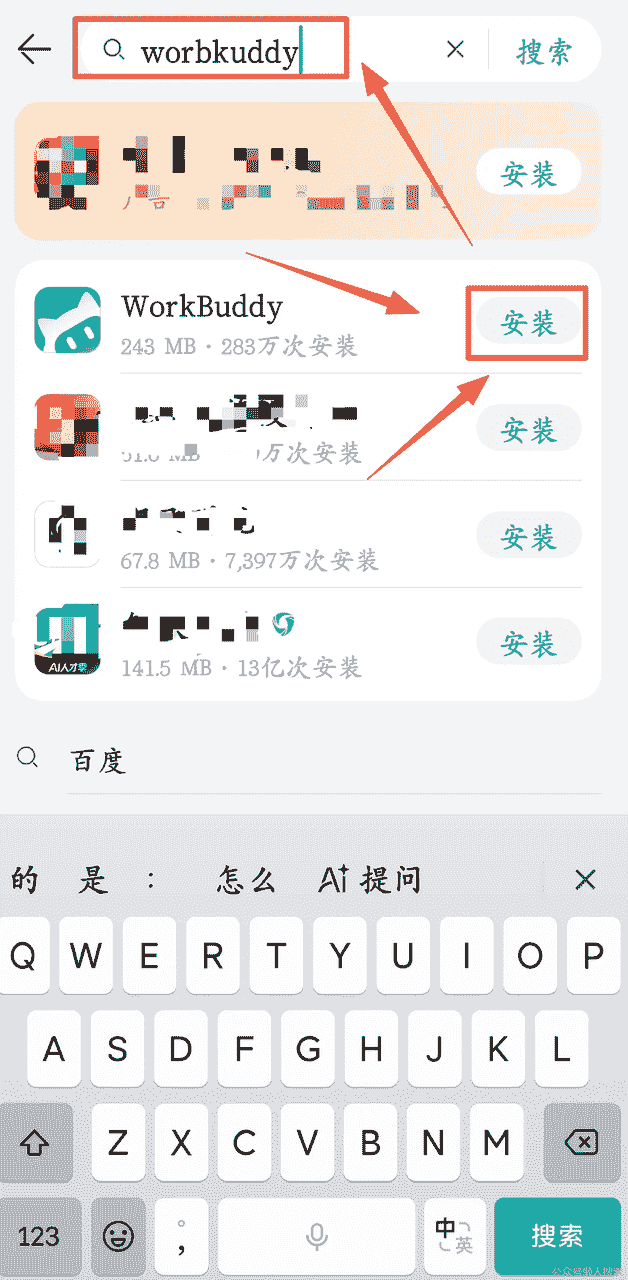 worbkuddy
搜索
广告
安装
WorkBuddy
243 MB·283万次安装
安装
万次安装
安装
67.8 MB·7,397万次安装
安装
AI人才零
141.5 MB·13亿次安装
安装
百度
的 是 : 怎么 Ai提问
Q W E R T Y U I O P
A S D F G H J K L
Z X C V B N M
123 。, 中英 搜索